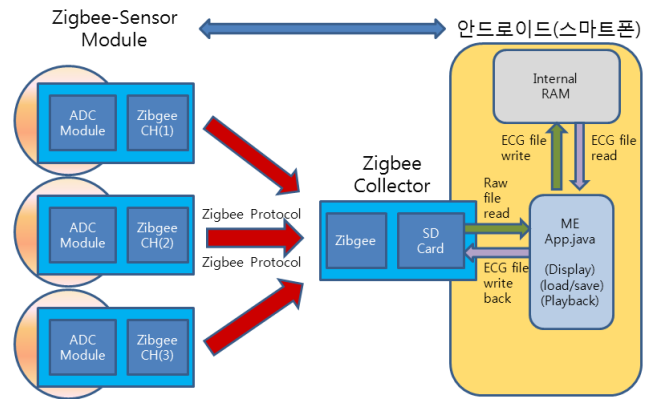 Zigbee-Sensor
Module
안드로이드(스마트폰)
ADC
Module
Zibgee
CH(1)
ADC
Module
Zibgee
CH(2)
ADC
Module
Zibgee
CH(3)
Zigbee Protocol
Zigbee Protocol
Zigbee
Collector
Zibgee
SD
Card
Raw
file
read
ECG file
write
back
Internal
RAM
ECG file
write
ECG file
read
ME
App.java
(Display)
(load/save)
(Playback)